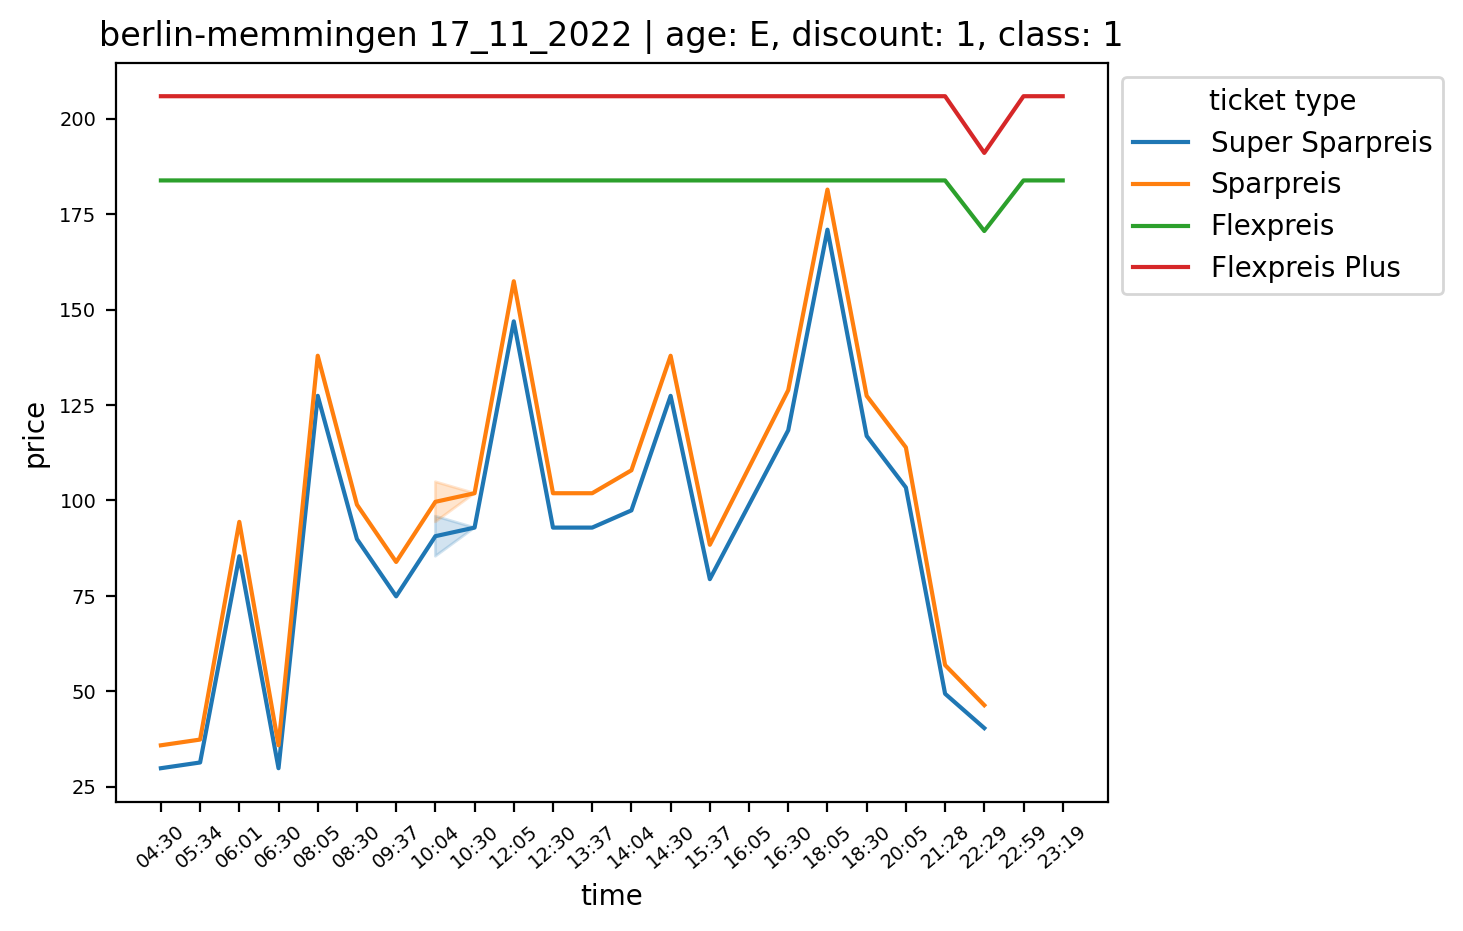 berlin-memmingen 17_11_2022 | age: E, discount: 1, class: 1
ticket type
Super Sparpreis
Sparpreis
Flexpreis
Flexpreis Plus
price
200
175
150
125
100
75
50
25
04:30 05:34 06:01 06:30 08:05 08:30 09:37 10:04 10:30 12:05 12:30 13:37 14:04 14:30 15:37 16:05 16:30 18:05 18:30 20:05 21:28 22:29 22:59 23:19
time